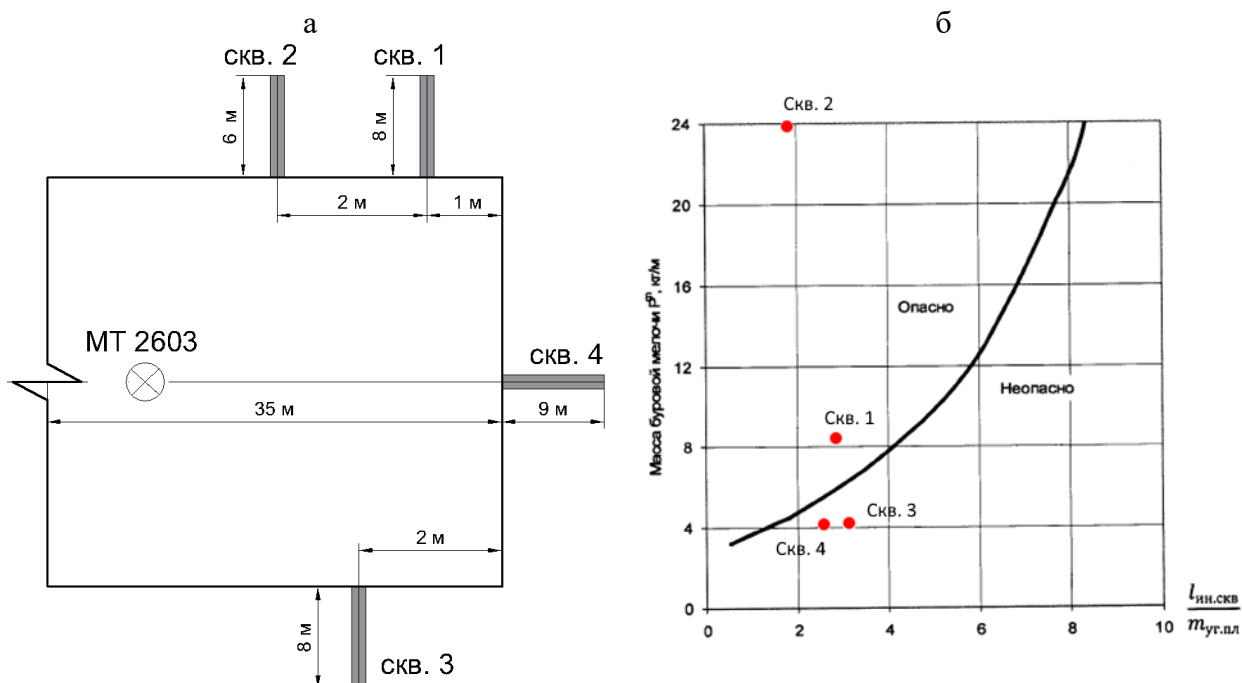 а
б
скв. 2
скв. 1
6 м
8 м
2 м
1 м
МТ 2603
скв. 4
35 м
9 м
2 м
8 м
скв. 3
Скв. 2
24
20
16
12
8
4
0
Масса буровой мелочи Pᵟᵐ, кг/м
Опасно
Неопасно
Скв. 1
Скв. 3
Скв. 4
0
2
4
6
8
10
lин.скв
mуг.пл